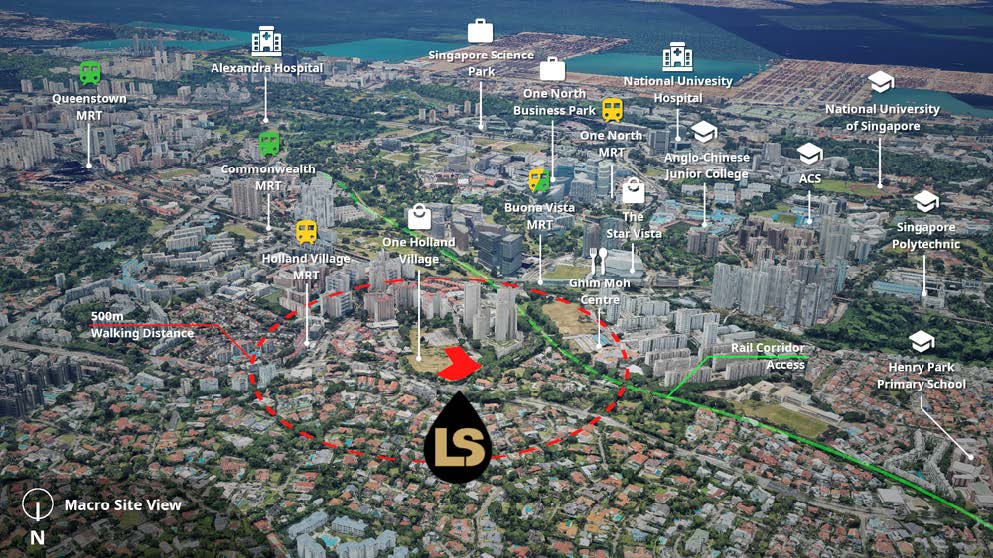 Alexandra Hospital
Singapore Science
Park
National Univesity
Hospital
Queenstown
MRT
One North
Business Park
National University
of Singapore
One North
MRT
Commonwealth
MRT
Anglo-Chinese
Junior College
ACS
Buona Vista
MRT
The
Star Vista
Singapore
Polytechnic
One Holland
Village
Holland Village
MRT
Ghim Moh
Centre
500m
Walking Distance
Rail Corridor
Access
Henry Park
Primary School
LS
Macro Site View
N